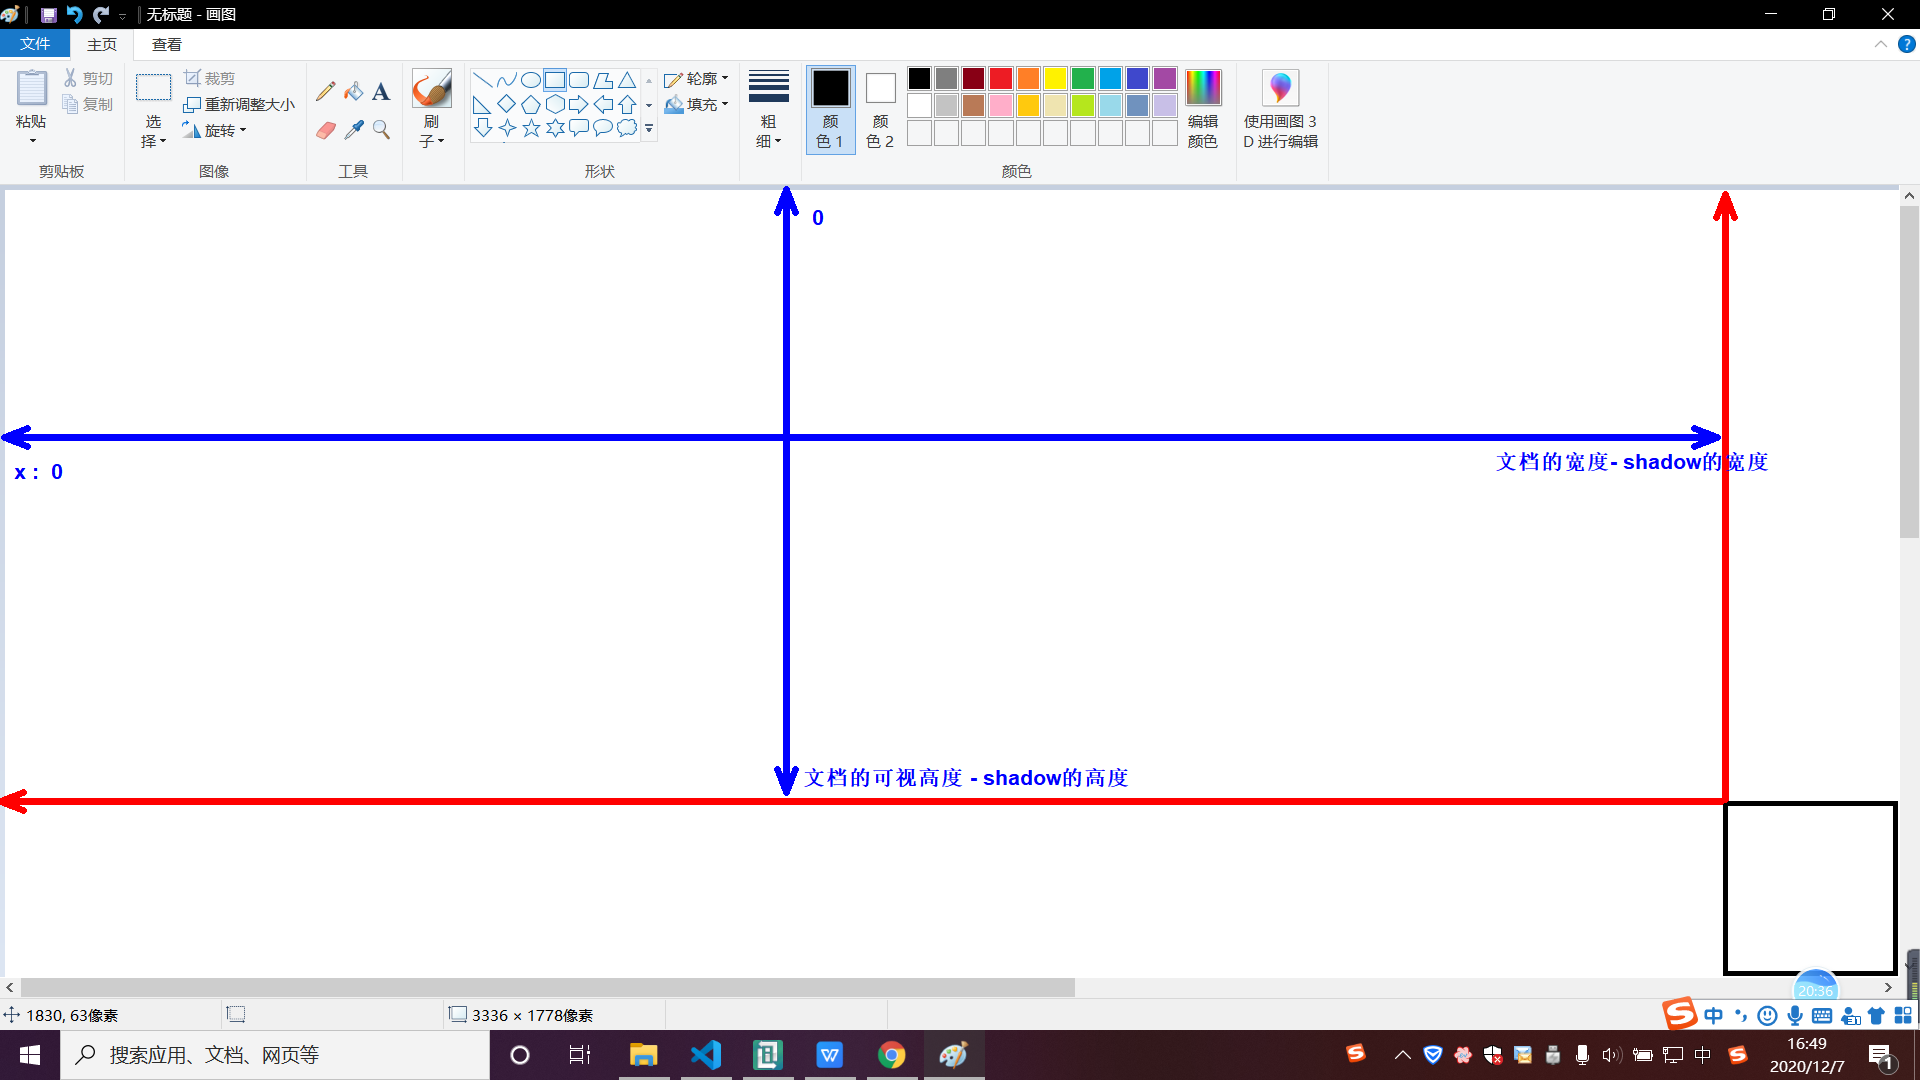 无标题 - 画图
文件 主页 查看
粘贴
剪切
复制
剪贴板
选择
裁剪
重新调整大小
旋转
图像
A
工具
刷子
轮廓
填充
形状
粗细
颜色 1
颜色 2
编辑颜色
颜色
使用画图 3
D 进行编辑
?
0
x： 0
文档的宽度- shadow的宽度
文档的可视高度 - shadow的高度
20:36
1830, 63像素
3336 × 1778像素
中
搜索应用、文档、网页等
中
16:49
2020/12/7
1